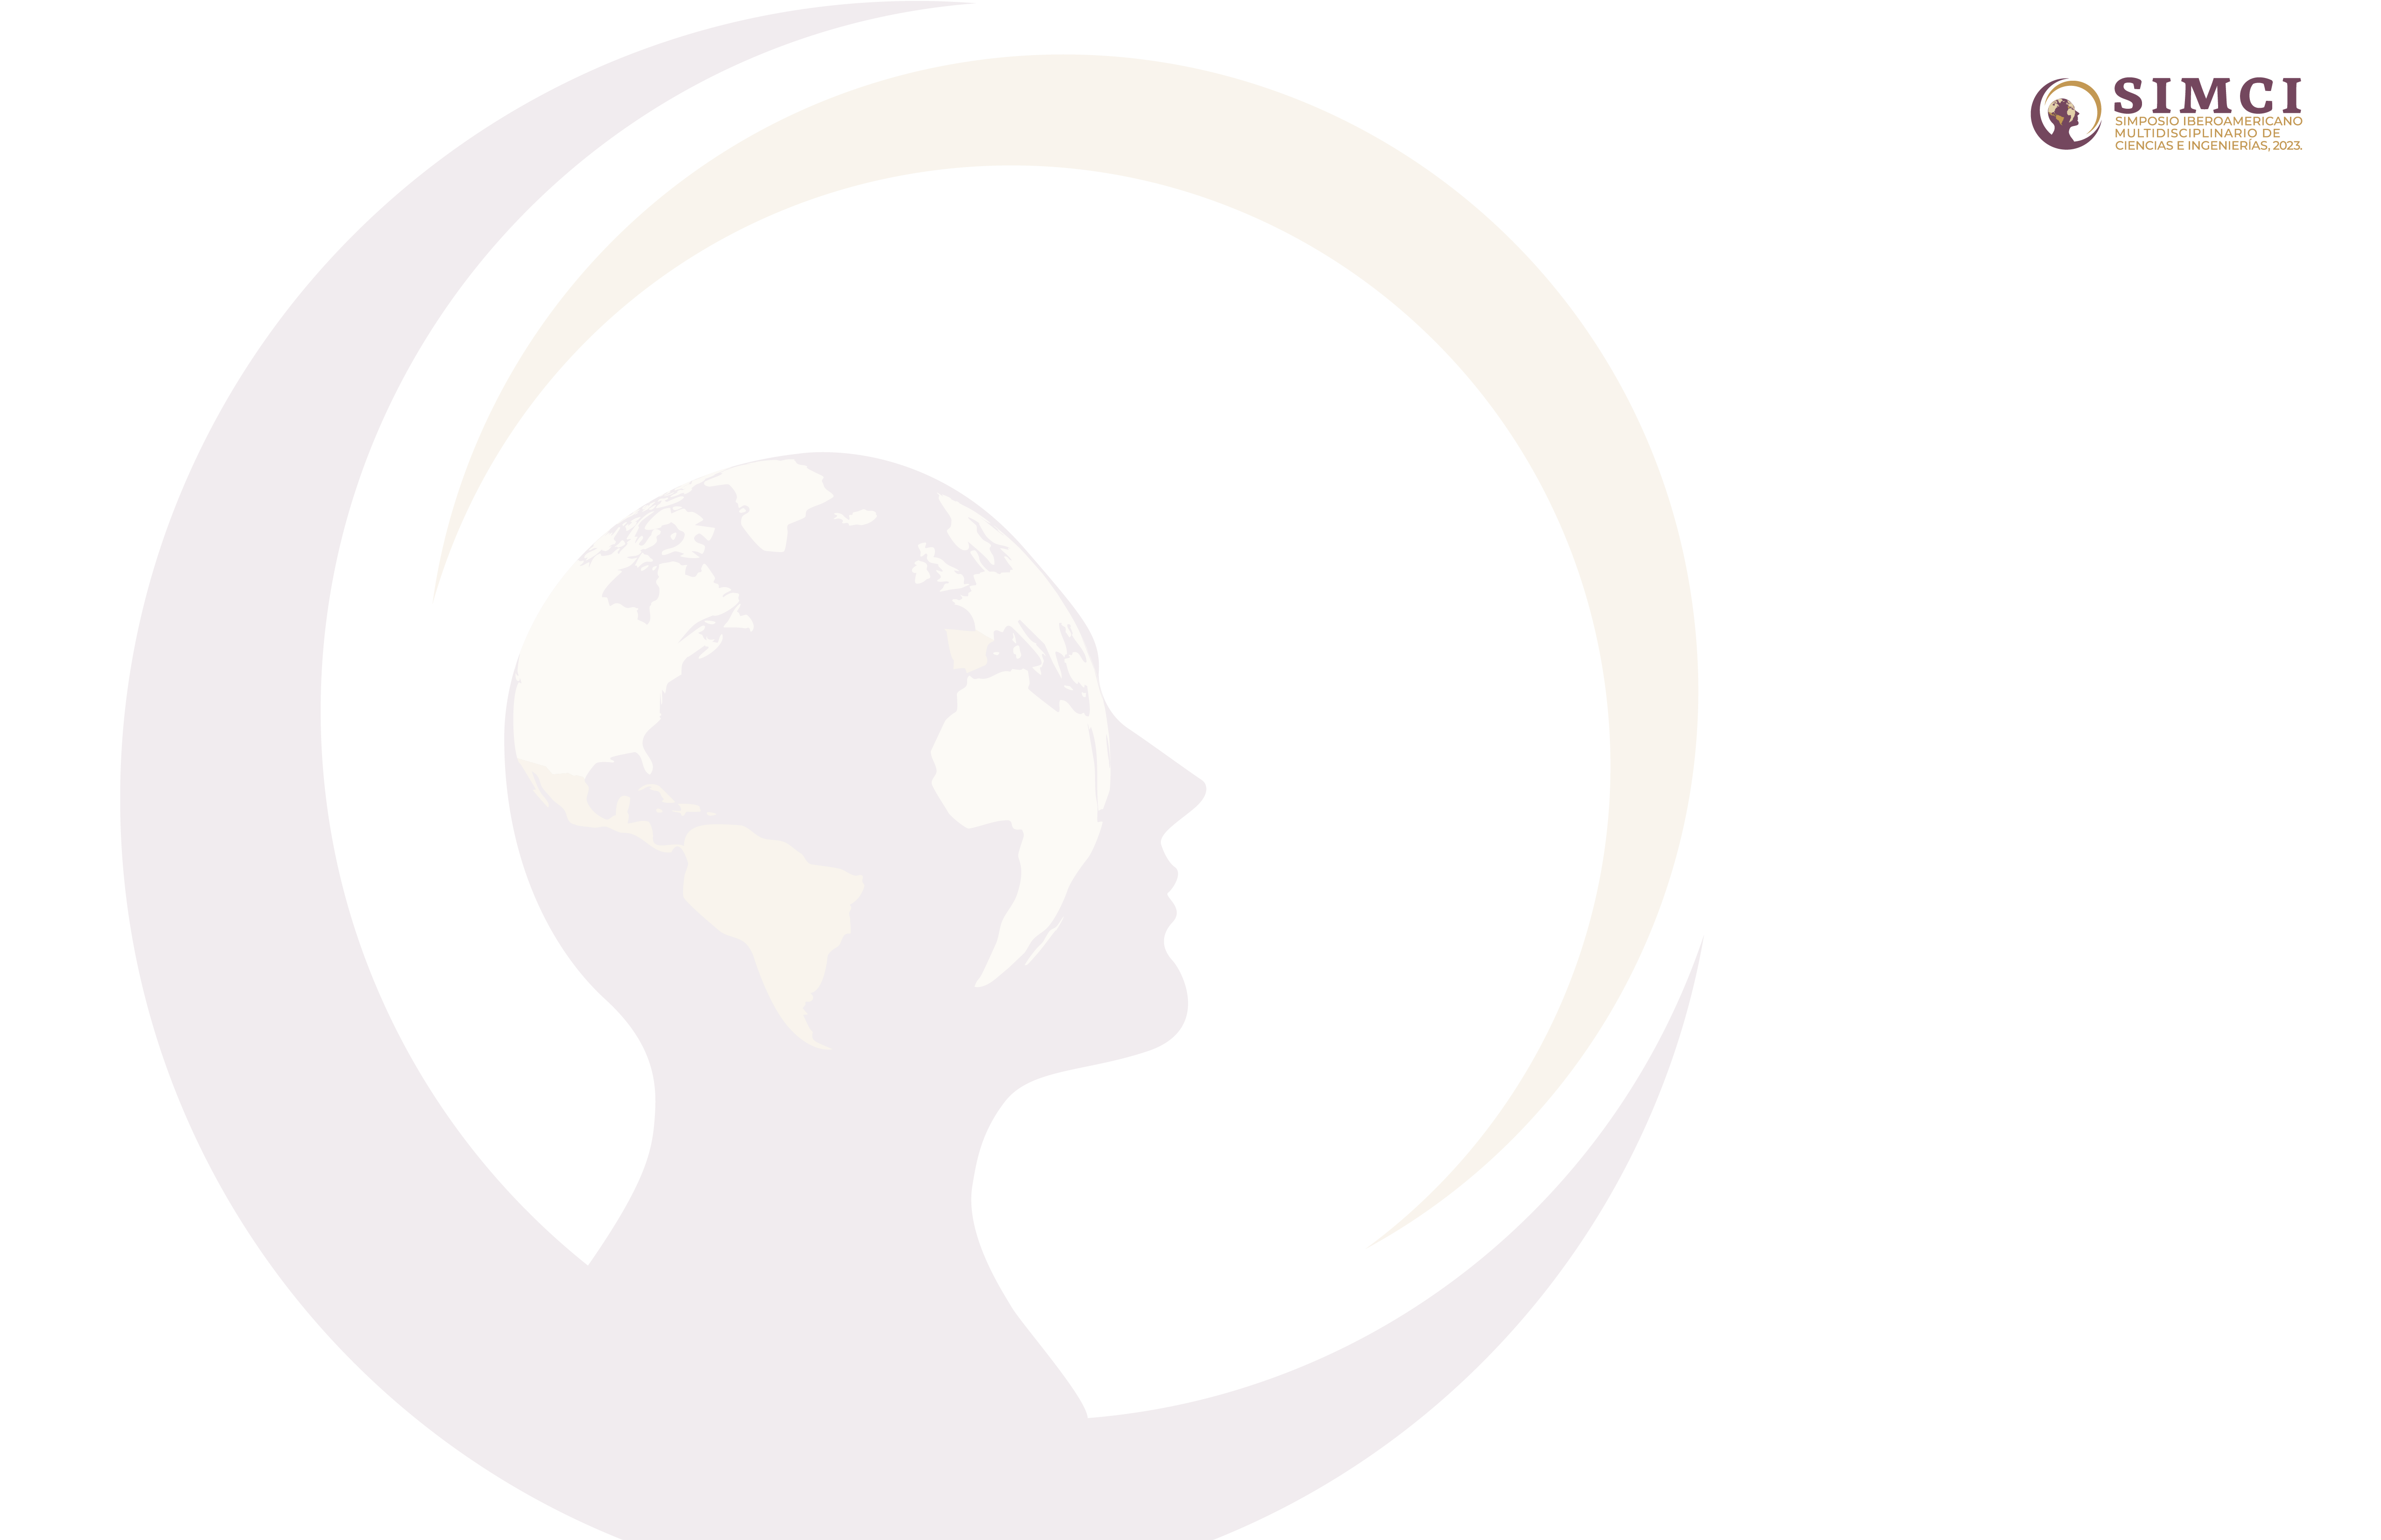 SIMCI
SIMPOSIO IBEROAMERICANO
MULTIDISCIPLINARIO DE
CIENCIAS E INGENIERÍAS, 2023.